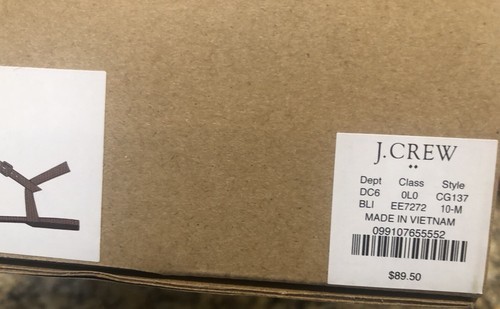 J.CREW
Dept Class Style
DC6 0L0 CG137
BLI EE7272 10-M
MADE IN VIETNAM
099107655552
$89.50